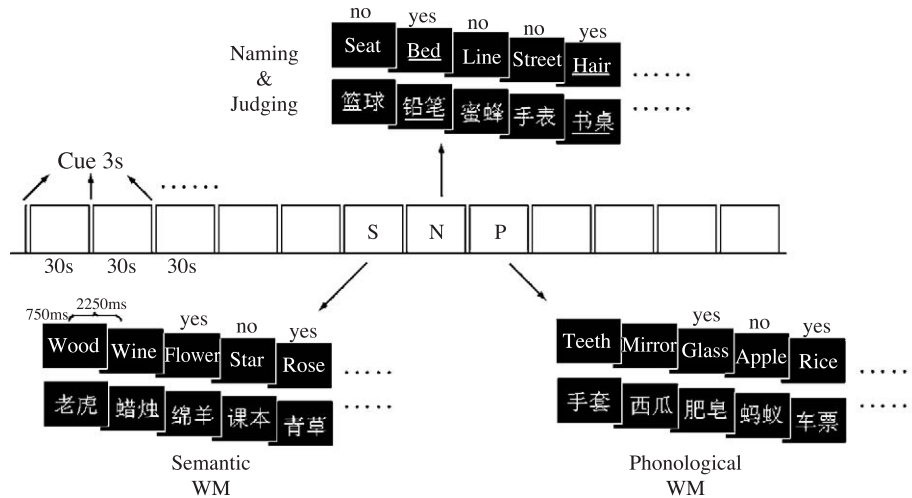 no yes no no yes
Naming & Judging
Seat Bed Line Street Hair ......
篮球 铅笔 蜜蜂 手表 书桌 ......
Cue 3s ......
S N P
30s 30s 30s
750ms 2250ms
yes no yes
Wood Wine Flower Star Rose .....
老虎 蜡烛 绵羊 课本 青草 .....
Semantic
WM
yes no yes
Teeth Mirror Glass Apple Rice .....
手套 西瓜 肥皂 蚂蚁 车票 .....
Phonological
WM